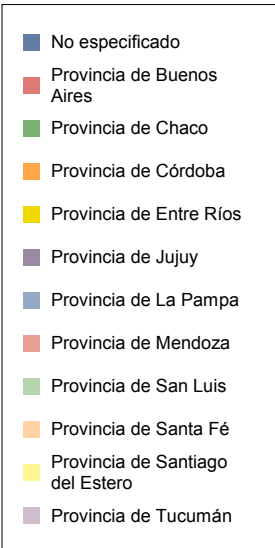 No especificado
Provincia de Buenos
Aires
Provincia de Chaco
Provincia de Córdoba
Provincia de Entre Ríos
Provincia de Jujuy
Provincia de La Pampa
Provincia de Mendoza
Provincia de San Luis
Provincia de Santa Fé
Provincia de Santiago
del Estero
Provincia de Tucumán